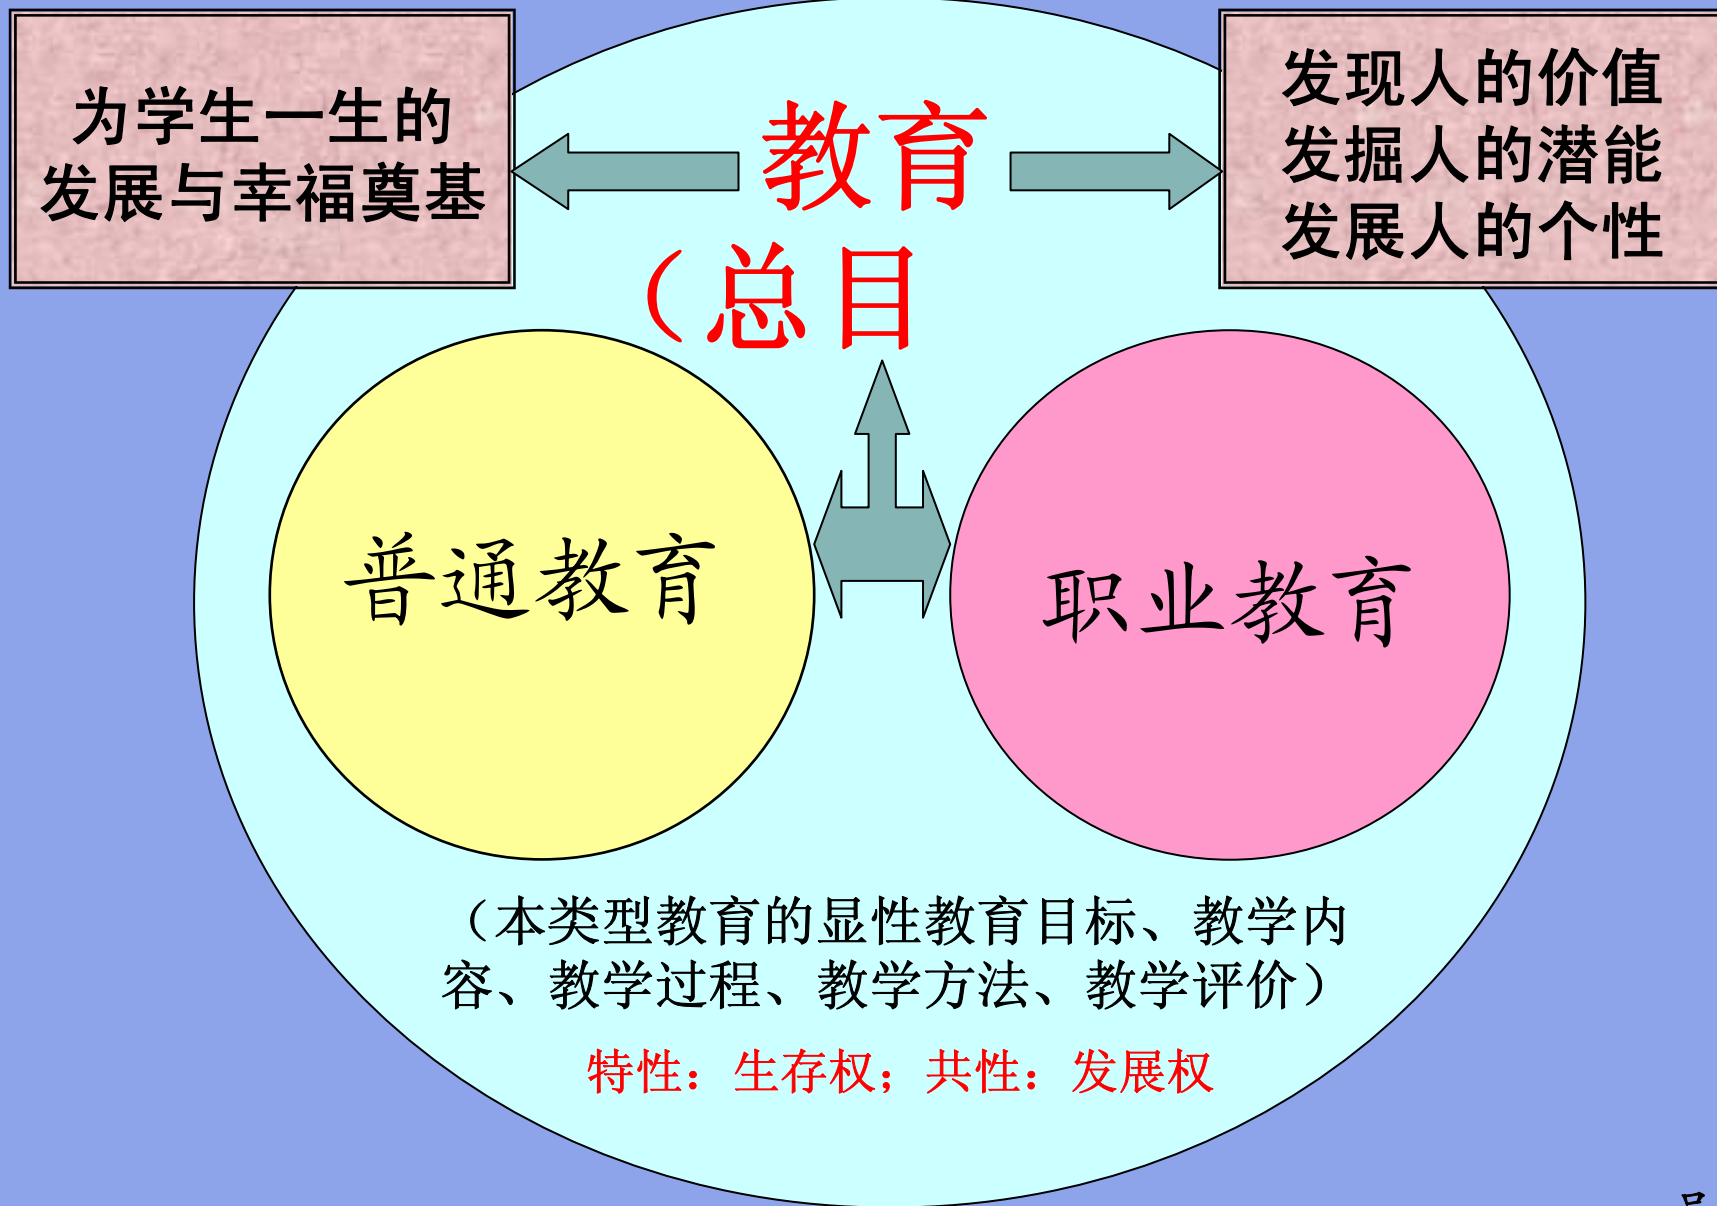 为学生一生的
发展与幸福奠基
教育
（总目
发现人的价值
发掘人的潜能
发展人的个性
普通教育
职业教育
（本类型教育的显性教育目标、教学内
容、教学过程、教学方法、教学评价）
特性：生存权；共性：发展权